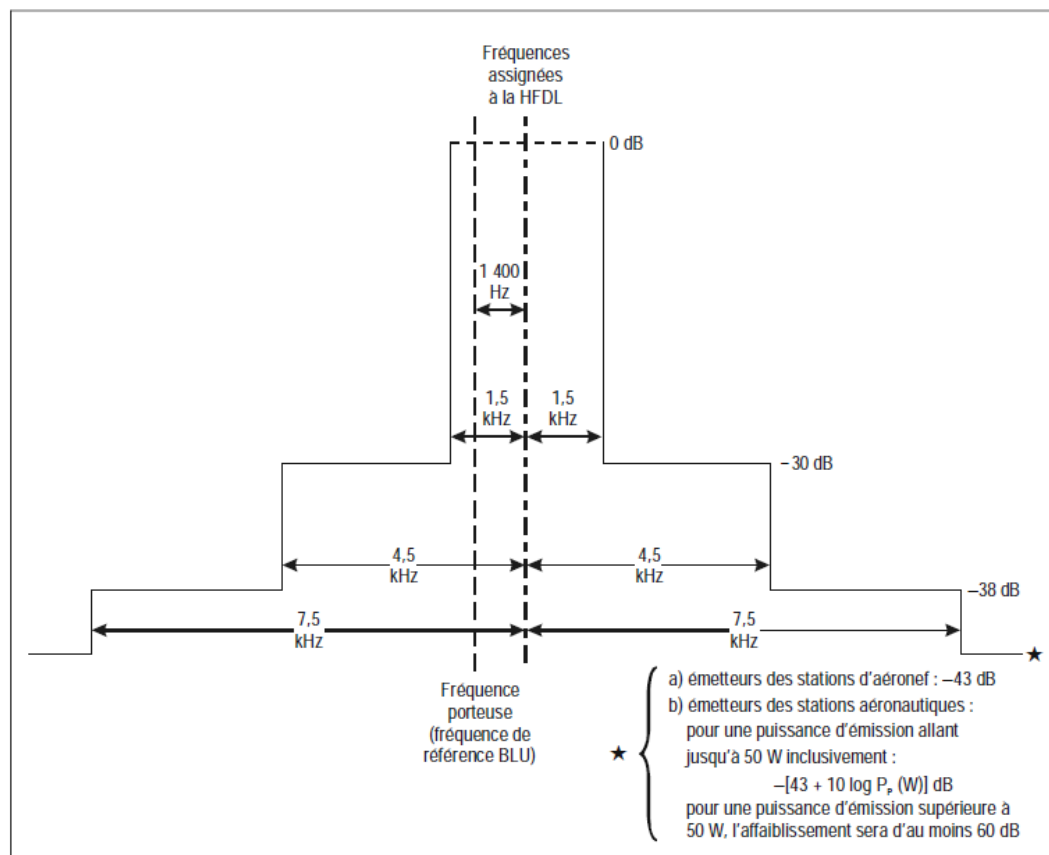 Fréquences
assignées
à la HFDL
0 dB
1 400
Hz
1,5
kHz
1,5
kHz
–30 dB
4,5
kHz
4,5
kHz
–38 dB
7,5
kHz
7,5
kHz
★
Fréquence
porteuse
(fréquence de
référence BLU)
★
a) émetteurs des stations d'aéronef : –43 dB
b) émetteurs des stations aéronautiques :
pour une puissance d'émission allant
jusqu'à 50 W inclusivement :
–[43 + 10 log Pₚ (W)] dB
pour une puissance d'émission supérieure à
50 W, l'affaiblissement sera d'au moins 60 dB